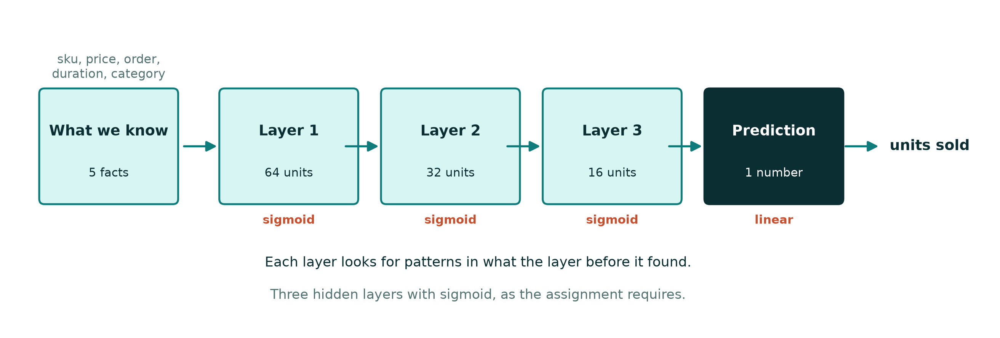 sku, price, order,
duration, category
What we know
5 facts
Layer 1
64 units
sigmoid
Layer 2
32 units
sigmoid
Layer 3
16 units
sigmoid
Prediction
1 number
linear
units sold
Each layer looks for patterns in what the layer before it found.
Three hidden layers with sigmoid, as the assignment requires.